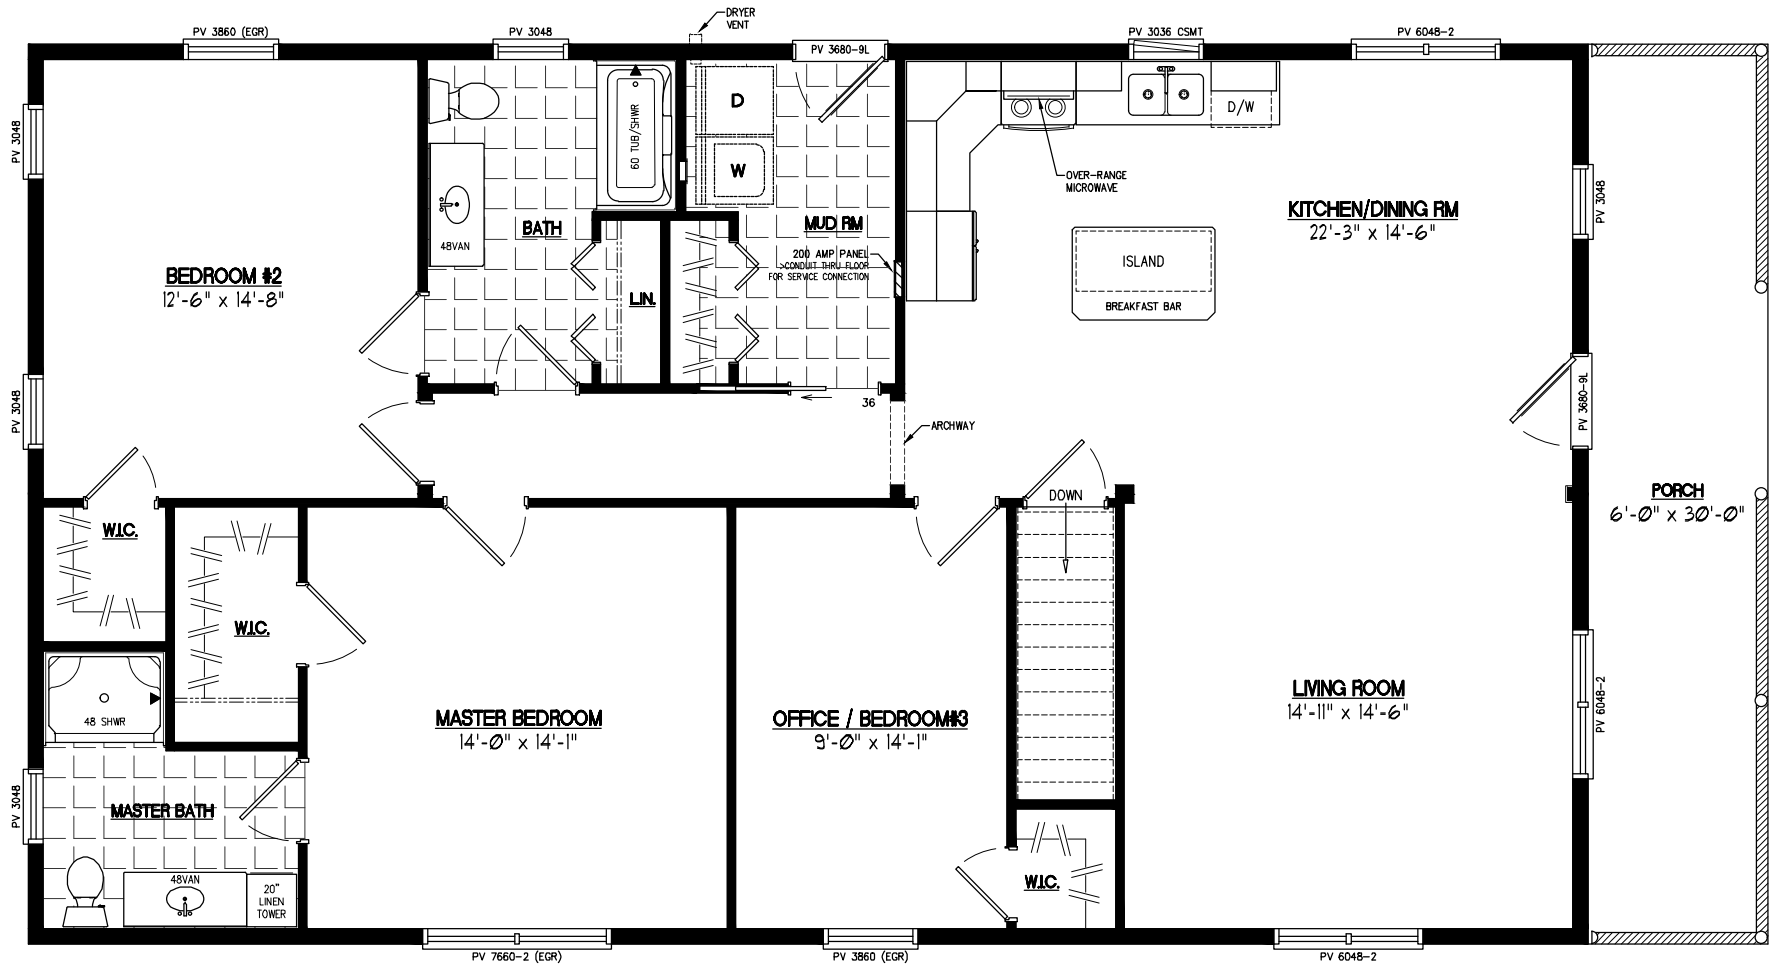 DRYER
VENT
PV 3860 (EGR)
PV 3048
PV 3680-9L
PV 3036 CSMT
PV 6048-2
PV 3048
60 TUB/SHWR
D
W
D/W
OVER-RANGE
MICROWAVE
PV 3048
KITCHEN/DINING RM
22'-3" x 14'-6"
BATH
48VAN
MUD RM
200 AMP PANEL
>CONDUIT THRU FLOOR
FOR SERVICE CONNECTION
ISLAND
BREAKFAST BAR
BEDROOM #2
12'-6" x 14'-8"
LIN.
PV 3048
36
ARCHWAY
PV 3680-9L
DOWN
PORCH
6'-0" x 30'-0"
W.I.C.
W.I.C.
48 SHWR
MASTER BEDROOM
14'-0" x 14'-1"
OFFICE / BEDROOM#3
9'-0" x 14'-1"
LIVING ROOM
14'-11" x 14'-6"
PV 6048-2
PV 3048
MASTER BATH
48VAN
20"
LINEN
TOWER
W.I.C.
PV 7660-2 (EGR)
PV 3860 (EGR)
PV 6048-2